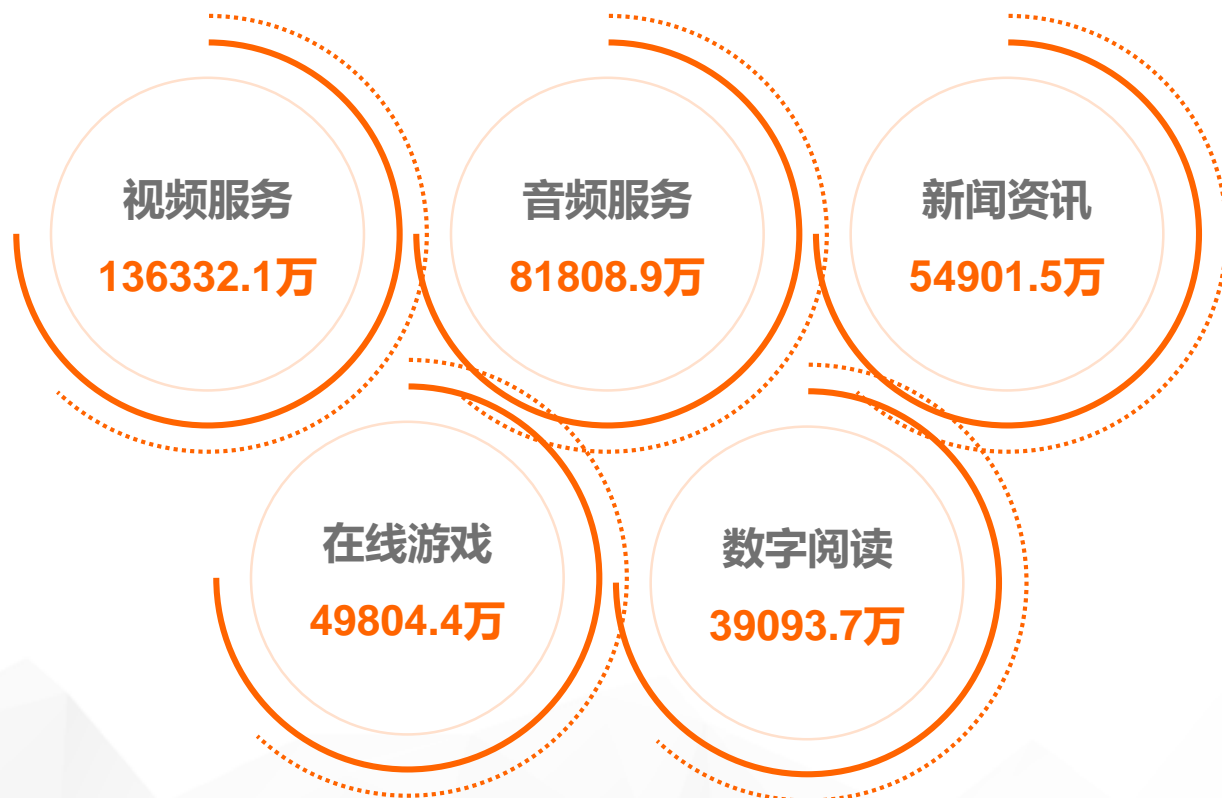 视频服务
136332.1万
音频服务
81808.9万
新闻资讯
54901.5万
在线游戏
49804.4万
数字阅读
39093.7万